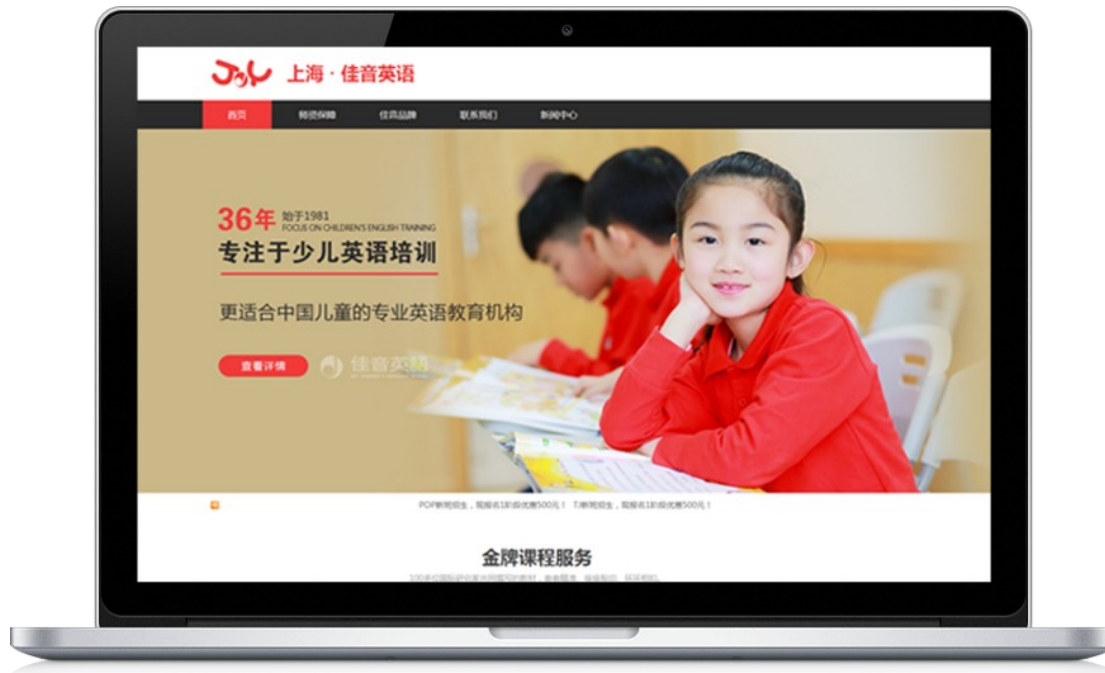 Joy 上海·佳音英语
首页 师资保障 佳音品牌 联系我们 新闻中心
36年 始于1981
FOCUS ON CHILDREN'S ENGLISH TRAINING
专注于少儿英语培训
更适合中国儿童的专业英语教育机构
查看详情 佳音英語
POP新班招生，现报名1阶段优惠500元！ TJ新班招生，现报名1阶段优惠500元！
金牌课程服务